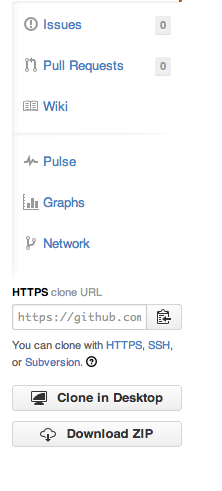 Issues 0
Pull Requests 0
Wiki
Pulse
Graphs
Network
HTTPS clone URL
https://github.com
You can clone with HTTPS, SSH,
or Subversion. ?
Clone in Desktop
Download ZIP